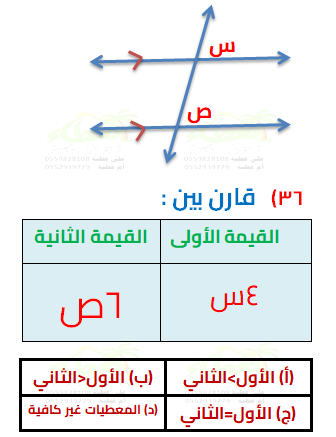 س
ص
٣٦) قارن بين :
القيمة الأولى القيمة الثانية
٤س ٦ص
(أ) الأول>الثاني (ب) الأول<الثاني
(ج) الأول=الثاني (د) المعطيات غير كافية